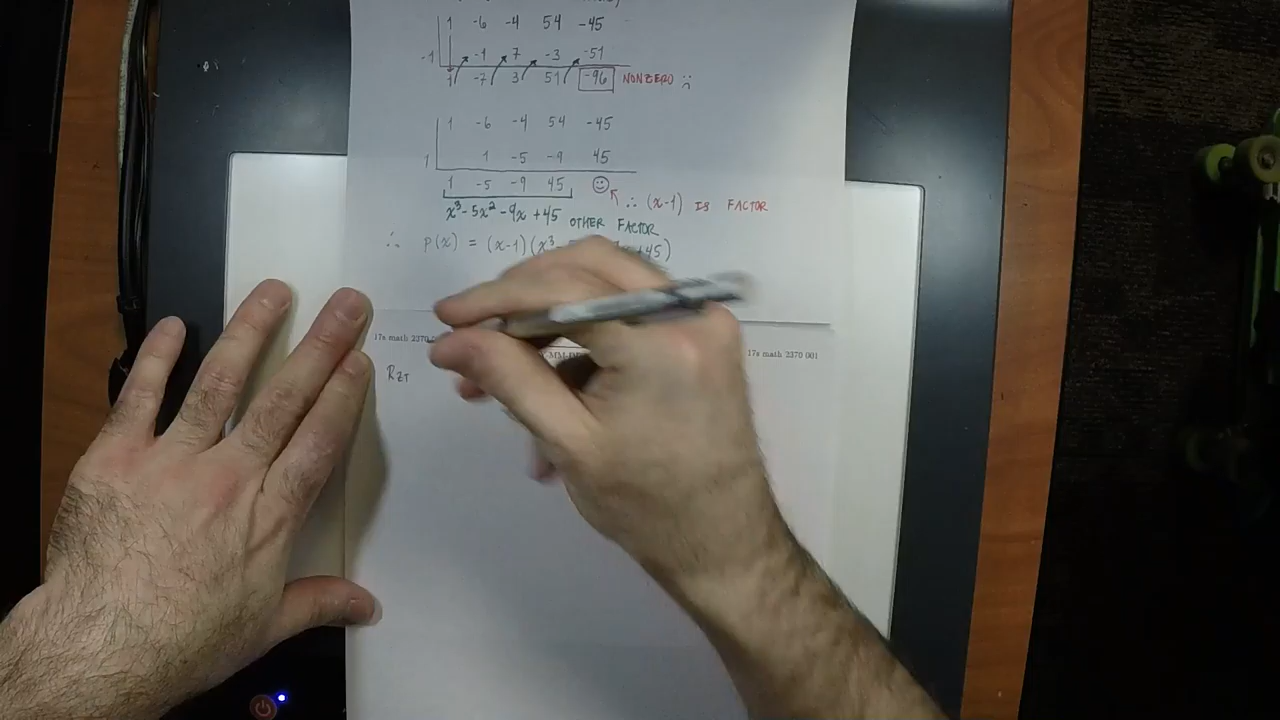 1 -6 -4 54 -45
-1 -1 7 -3 -51
1 -7 3 51 -96 NONZERO
1 -6 -4 54 -45
1 1 -5 -9 45
1 -5 -9 45
∴ (x-1) IS FACTOR
x³-5x²-9x+45 OTHER FACTOR
∴ p(x) = (x-1)(x³ +45)
17s math 2370 17s math 2370 001
RZT